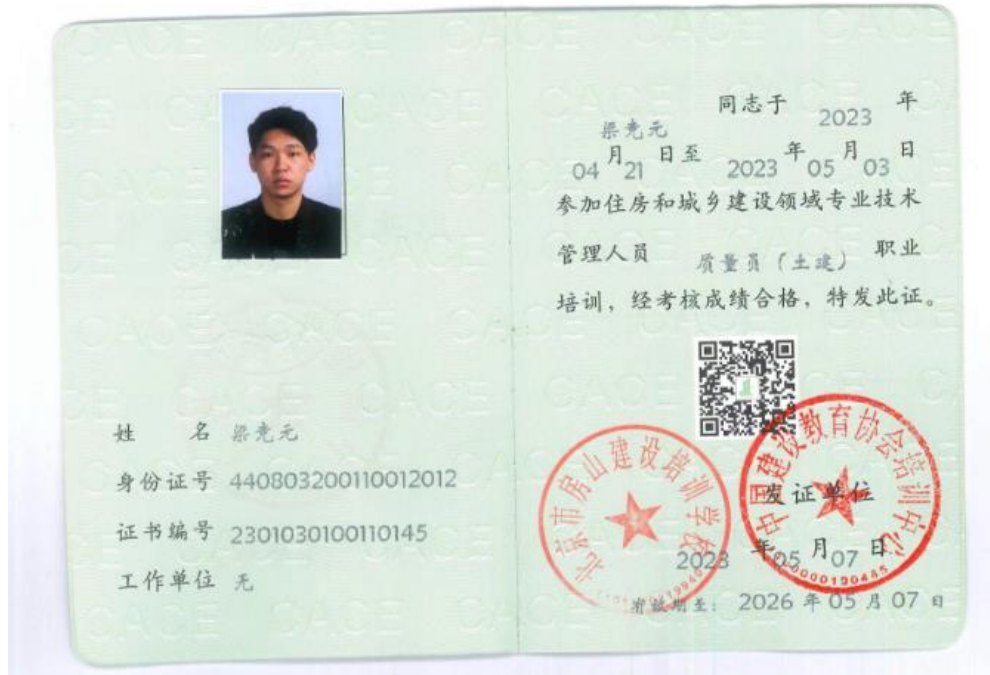 姓 名 梁竞元
身份证号 440803200110012012
证书编号 2301030100110145
工作单位 无
梁竞元 同志于 2023 年
04 月 21 日至 2023 年 05 月 03 日
参加住房和城乡建设领域专业技术
管理人员 质量员(土建) 职业
培训，经考核成绩合格，特发此证。
北京市房山建设培训学校
中国建设教育协会培训中心
发证单位
2023 年 05 月 07 日
有效期至: 2026 年 05 月 07 日
CACE